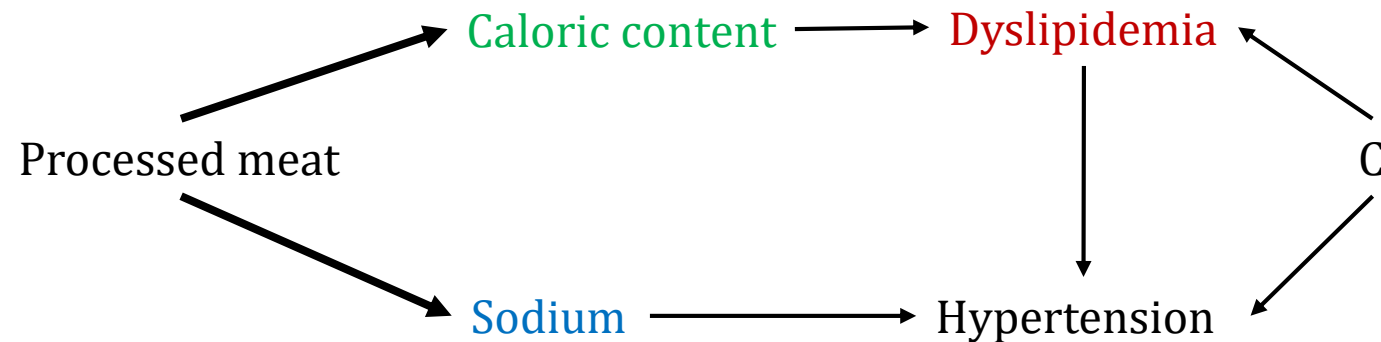 Caloric content
Dyslipidemia
Processed meat
C
Sodium
Hypertension